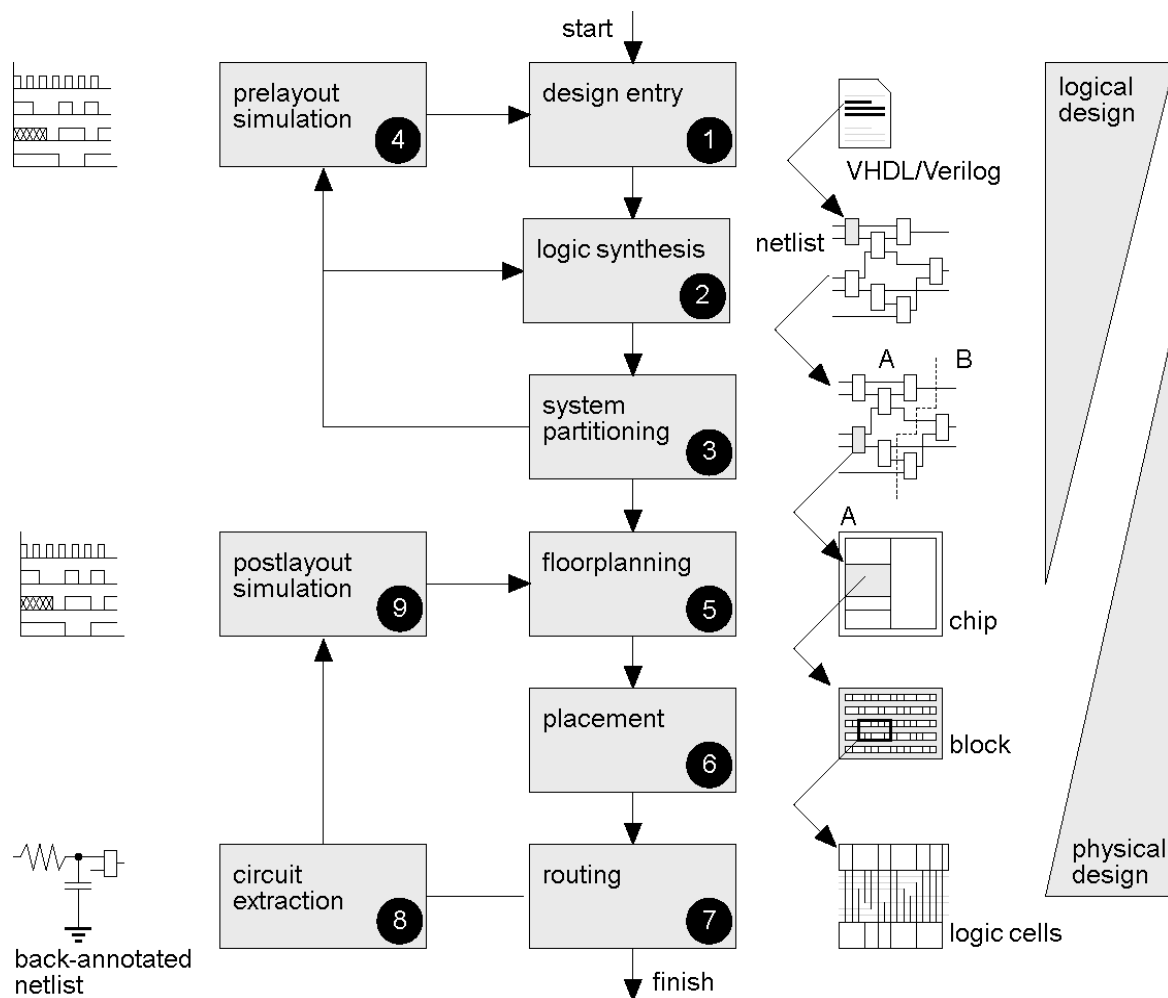 start
prelayout
simulation
4
design entry
1
VHDL/Verilog
logical
design
logic synthesis
2
netlist
system
partitioning
3
A
B
postlayout
simulation
9
floorplanning
5
A
chip
placement
6
block
circuit
extraction
8
routing
7
logic cells
physical
design
back-annotated
netlist
finish